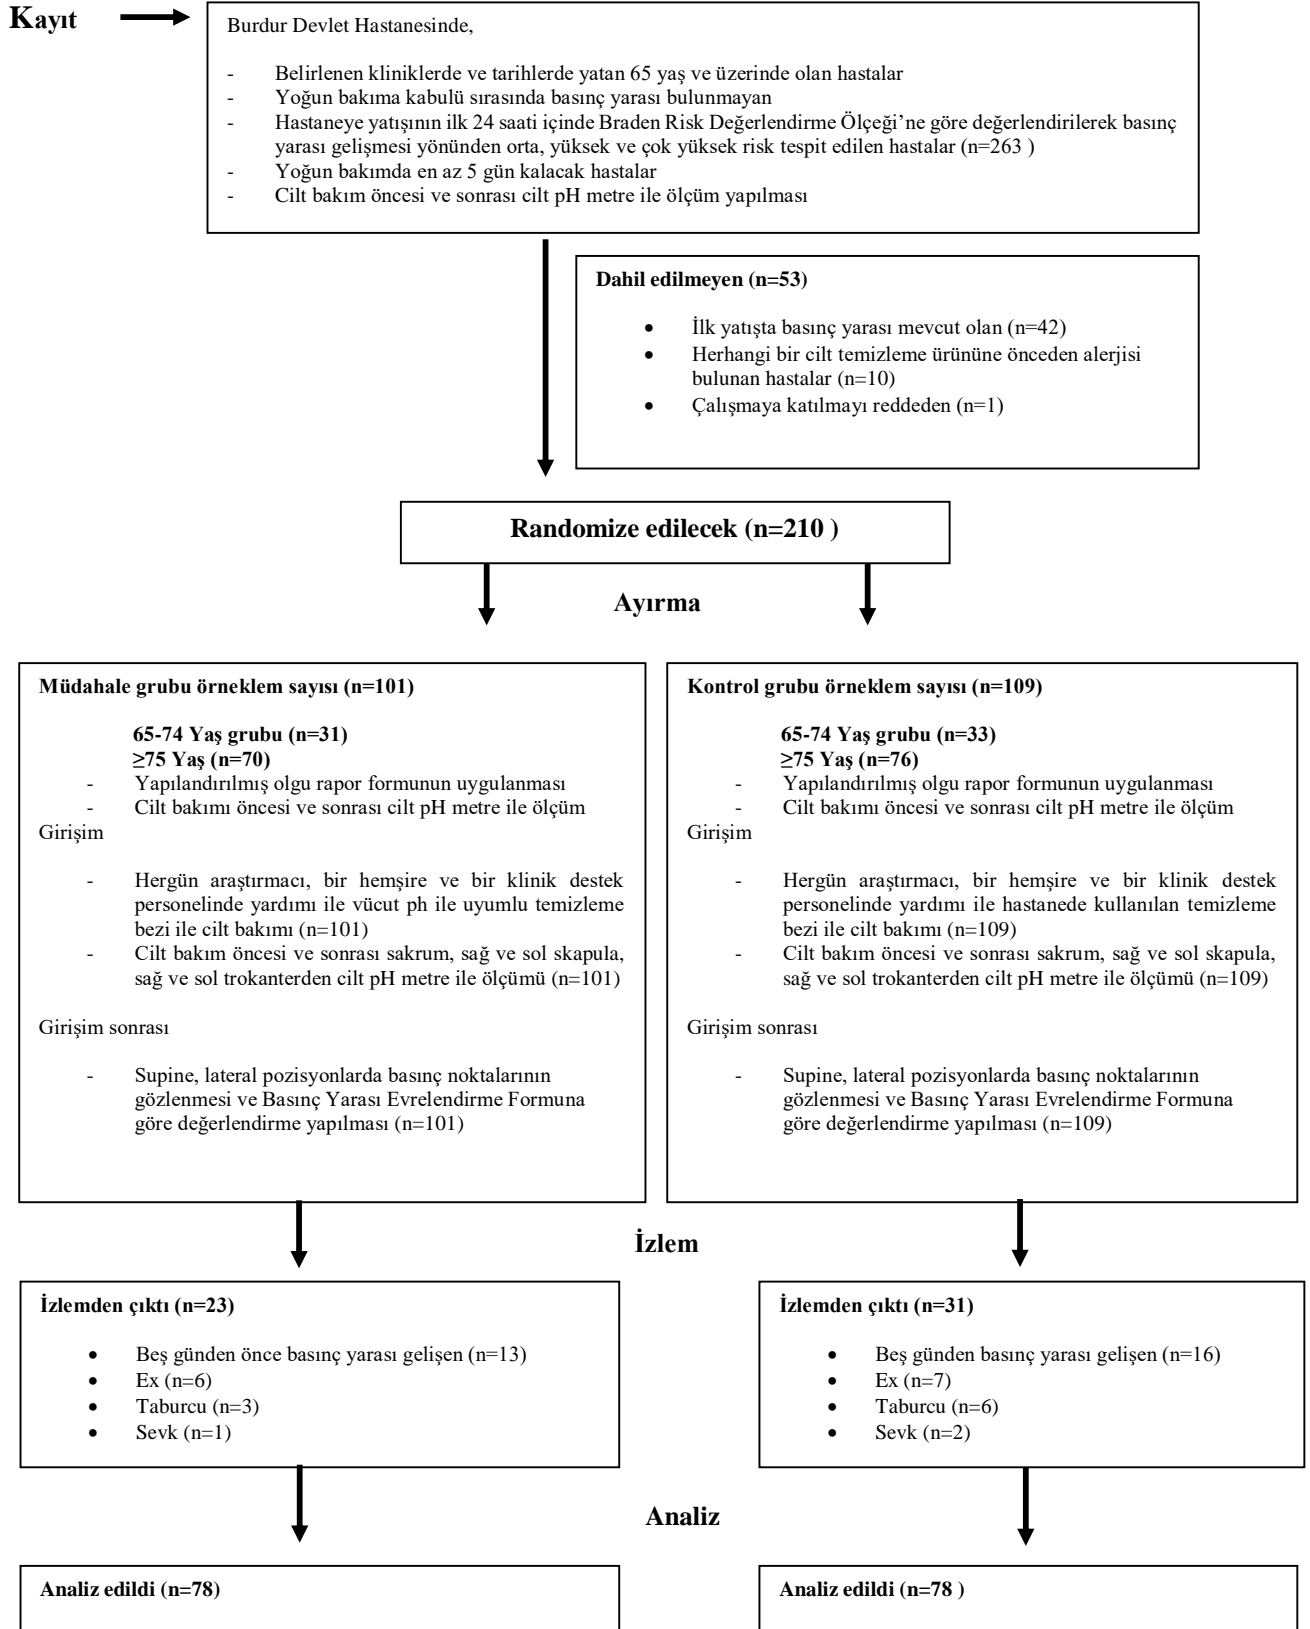 Kayıt
Burdur Devlet Hastanesinde,
- Belirlenen kliniklerde ve tarihlerde yatan 65 yaş ve üzerinde olan hastalar
- Yoğun bakıma kabulü sırasında basınç yarası bulunmayan
- Hastaneye yatışının ilk 24 saati içinde Braden Risk Değerlendirme Ölçeği’ne göre değerlendirilerek basınç
yarası gelişmesi yönünden orta, yüksek ve çok yüksek risk tespit edilen hastalar (n=263 )
- Yoğun bakımda en az 5 gün kalacak hastalar
- Cilt bakım öncesi ve sonrası cilt pH metre ile ölçüm yapılması
Dahil edilmeyen (n=53)
• İlk yatışta basınç yarası mevcut olan (n=42)
• Herhangi bir cilt temizleme ürününe önceden alerjisi
bulunan hastalar (n=10)
• Çalışmaya katılmayı reddeden (n=1)
Randomize edilecek (n=210 )
Ayırma
Müdahale grubu örneklem sayısı (n=101)
65-74 Yaş grubu (n=31)
≥75 Yaş (n=70)
- Yapılandırılmış olgu rapor formunun uygulanması
- Cilt bakımı öncesi ve sonrası cilt pH metre ile ölçüm
Girişim
- Hergün araştırmacı, bir hemşire ve bir klinik destek
personelinde yardımı ile vücut ph ile uyumlu temizleme
bezi ile cilt bakımı (n=101)
- Cilt bakım öncesi ve sonrası sakrum, sağ ve sol skapula,
sağ ve sol trokanterden cilt pH metre ile ölçümü (n=101)
Girişim sonrası
- Supine, lateral pozisyonlarda basınç noktalarının
gözlenmesi ve Basınç Yarası Evrelendirme Formuna
göre değerlendirme yapılması (n=101)
Kontrol grubu örneklem sayısı (n=109)
65-74 Yaş grubu (n=33)
≥75 Yaş (n=76)
- Yapılandırılmış olgu rapor formunun uygulanması
- Cilt bakımı öncesi ve sonrası cilt pH metre ile ölçüm
Girişim
- Hergün araştırmacı, bir hemşire ve bir klinik destek
personelinde yardımı ile hastanede kullanılan temizleme
bezi ile cilt bakımı (n=109)
- Cilt bakım öncesi ve sonrası sakrum, sağ ve sol skapula,
sağ ve sol trokanterden cilt pH metre ile ölçümü (n=109)
Girişim sonrası
- Supine, lateral pozisyonlarda basınç noktalarının
gözlenmesi ve Basınç Yarası Evrelendirme Formuna
göre değerlendirme yapılması (n=109)
İzlem
İzlemden çıktı (n=23)
• Beş günden önce basınç yarası gelişen (n=13)
• Ex (n=6)
• Taburcu (n=3)
• Sevk (n=1)
İzlemden çıktı (n=31)
• Beş günden basınç yarası gelişen (n=16)
• Ex (n=7)
• Taburcu (n=6)
• Sevk (n=2)
Analiz
Analiz edildi (n=78)
Analiz edildi (n=78 )